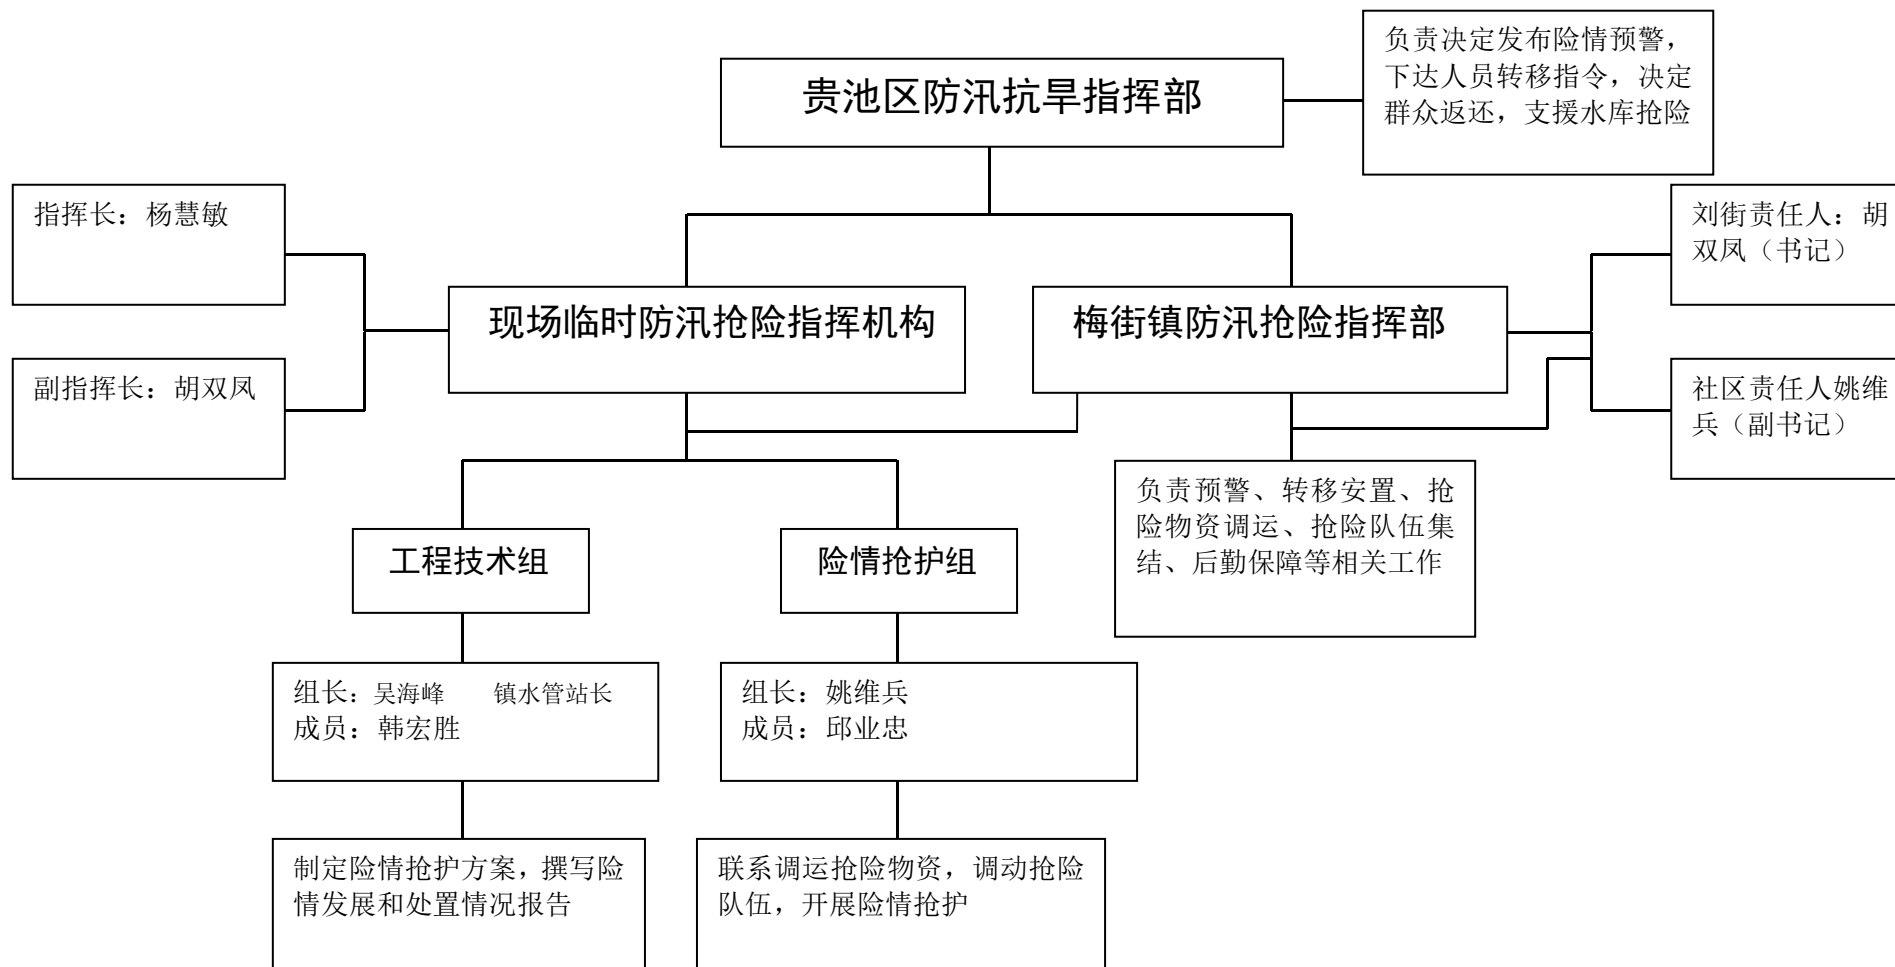 负责决定发布险情预警，
下达人员转移指令，决定
群众返还，支援水库抢险
贵池区防汛抗旱指挥部
指挥长：杨慧敏
刘街责任人：胡
双凤（书记）
现场临时防汛抢险指挥机构
梅街镇防汛抢险指挥部
副指挥长：胡双凤
社区责任人姚维
兵（副书记）
负责预警、转移安置、抢
险物资调运、抢险队伍集
结、后勤保障等相关工作
工程技术组
险情抢护组
组长：吴海峰 镇水管站长
成员：韩宏胜
组长：姚维兵
成员：邱业忠
制定险情抢护方案，撰写险
情发展和处置情况报告
联系调运抢险物资，调动抢险
队伍，开展险情抢护